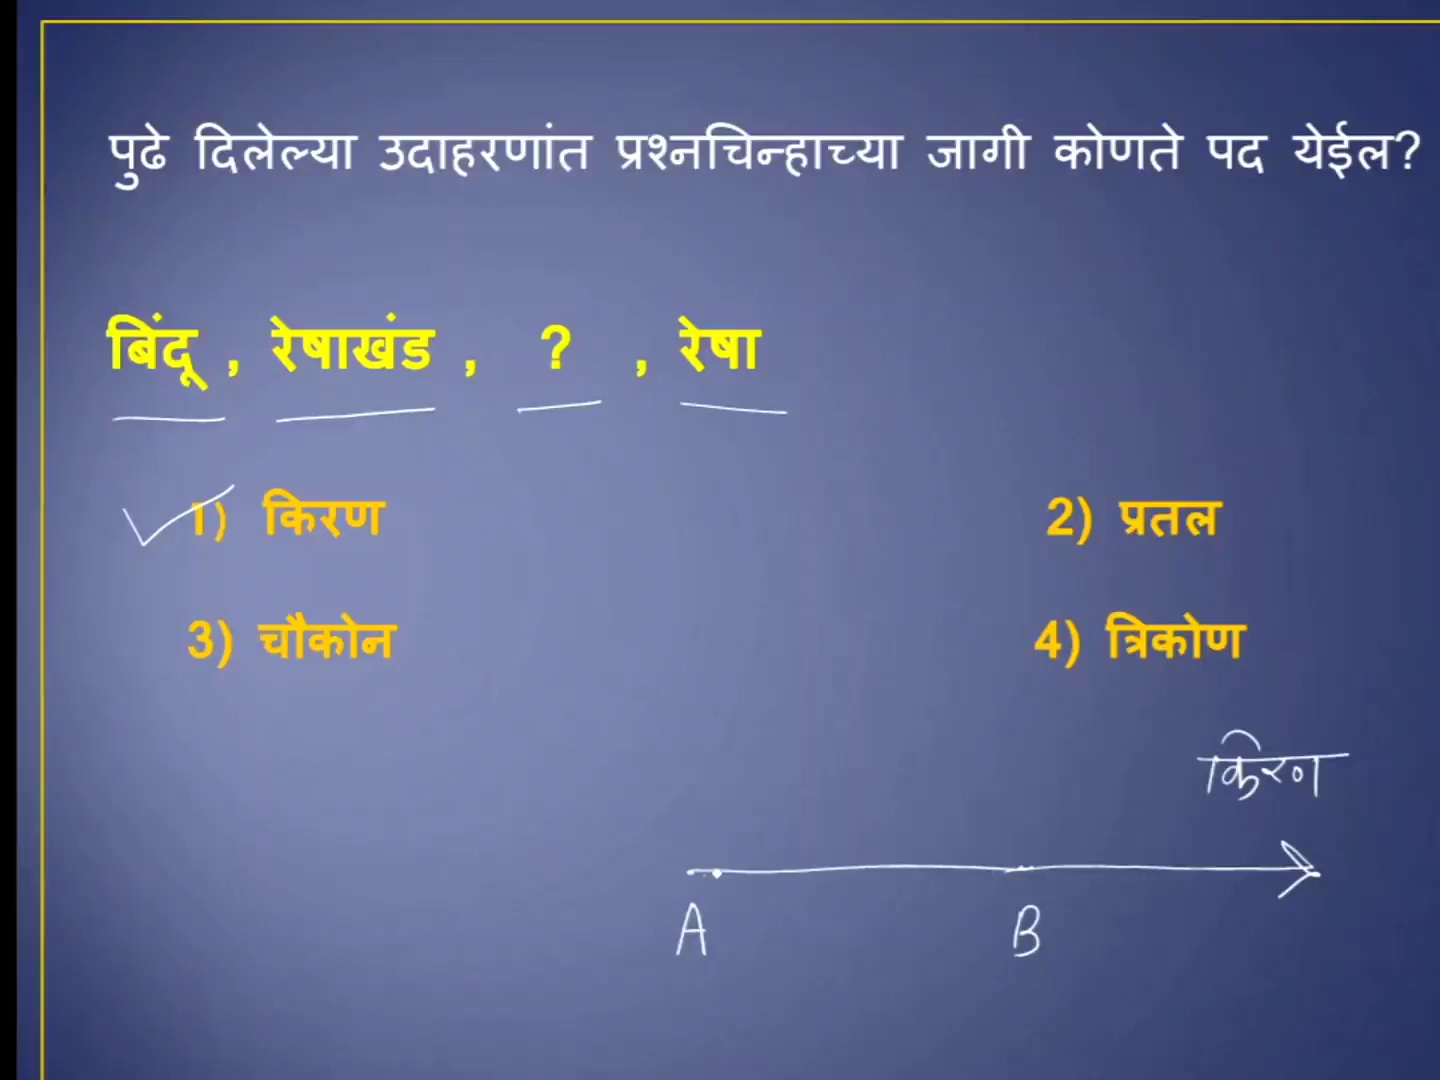 पुढे दिलेल्या उदाहरणांत प्रश्नचिन्हाच्या जागी कोणते पद येईल?
बिंदू , रेषाखंड , ? , रेषा
1) किरण 2) प्रतल
3) चौकोन 4) त्रिकोण
किरण
A B